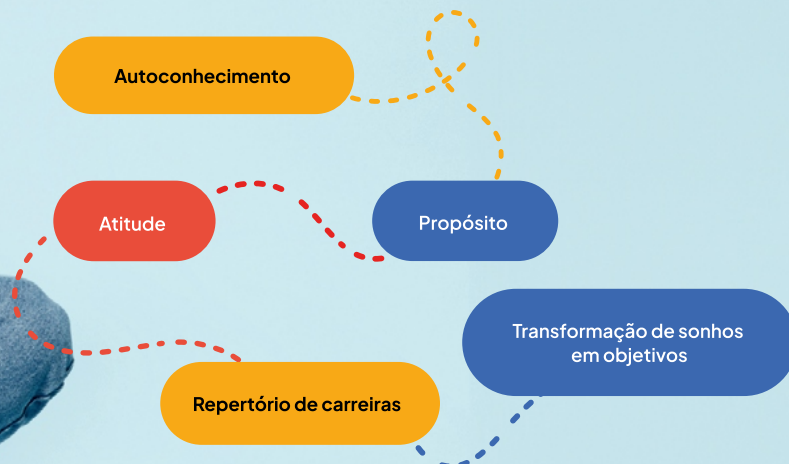 Autoconhecimento
Atitude
Propósito
Transformação de sonhos
em objetivos
Repertório de carreiras